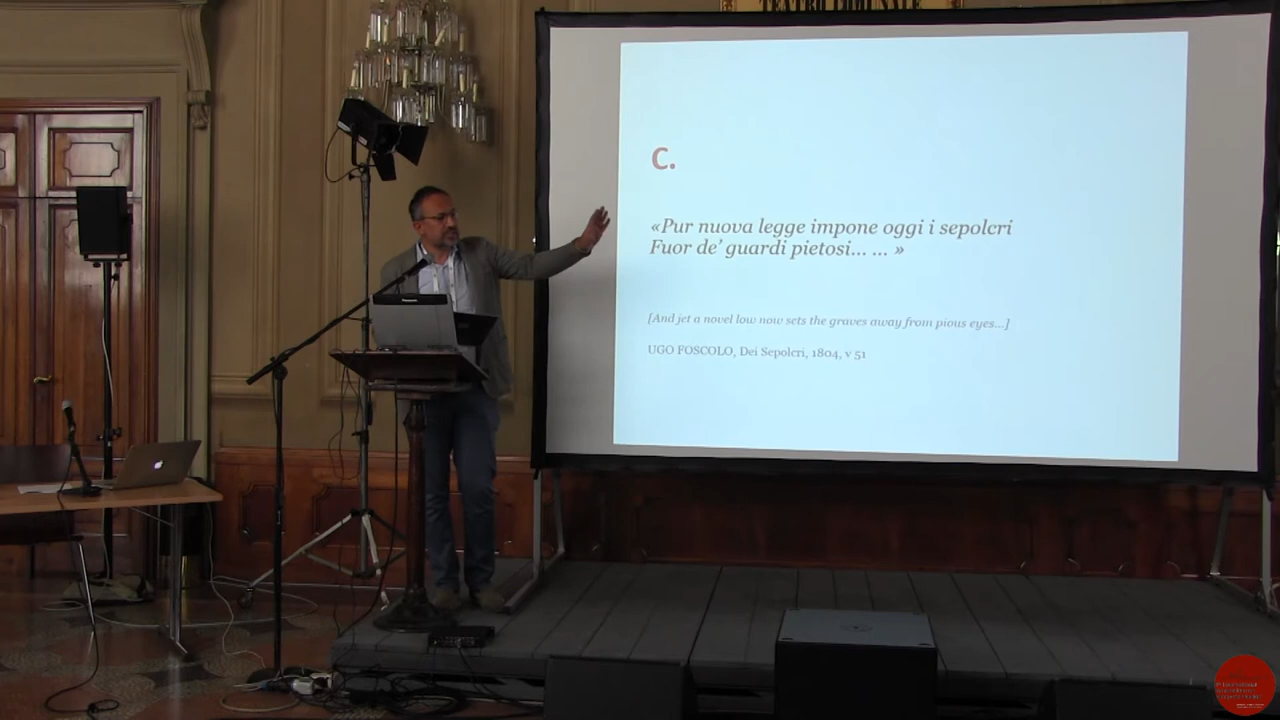 C.
«Pur nuova legge impone oggi i sepolcri
Fuor de' guardi pietosi... ... »
[And jet a novel low now sets the graves away from pious eyes...]
UGO FOSCOLO, Dei Sepolcri, 1804, v 51
Panasonic